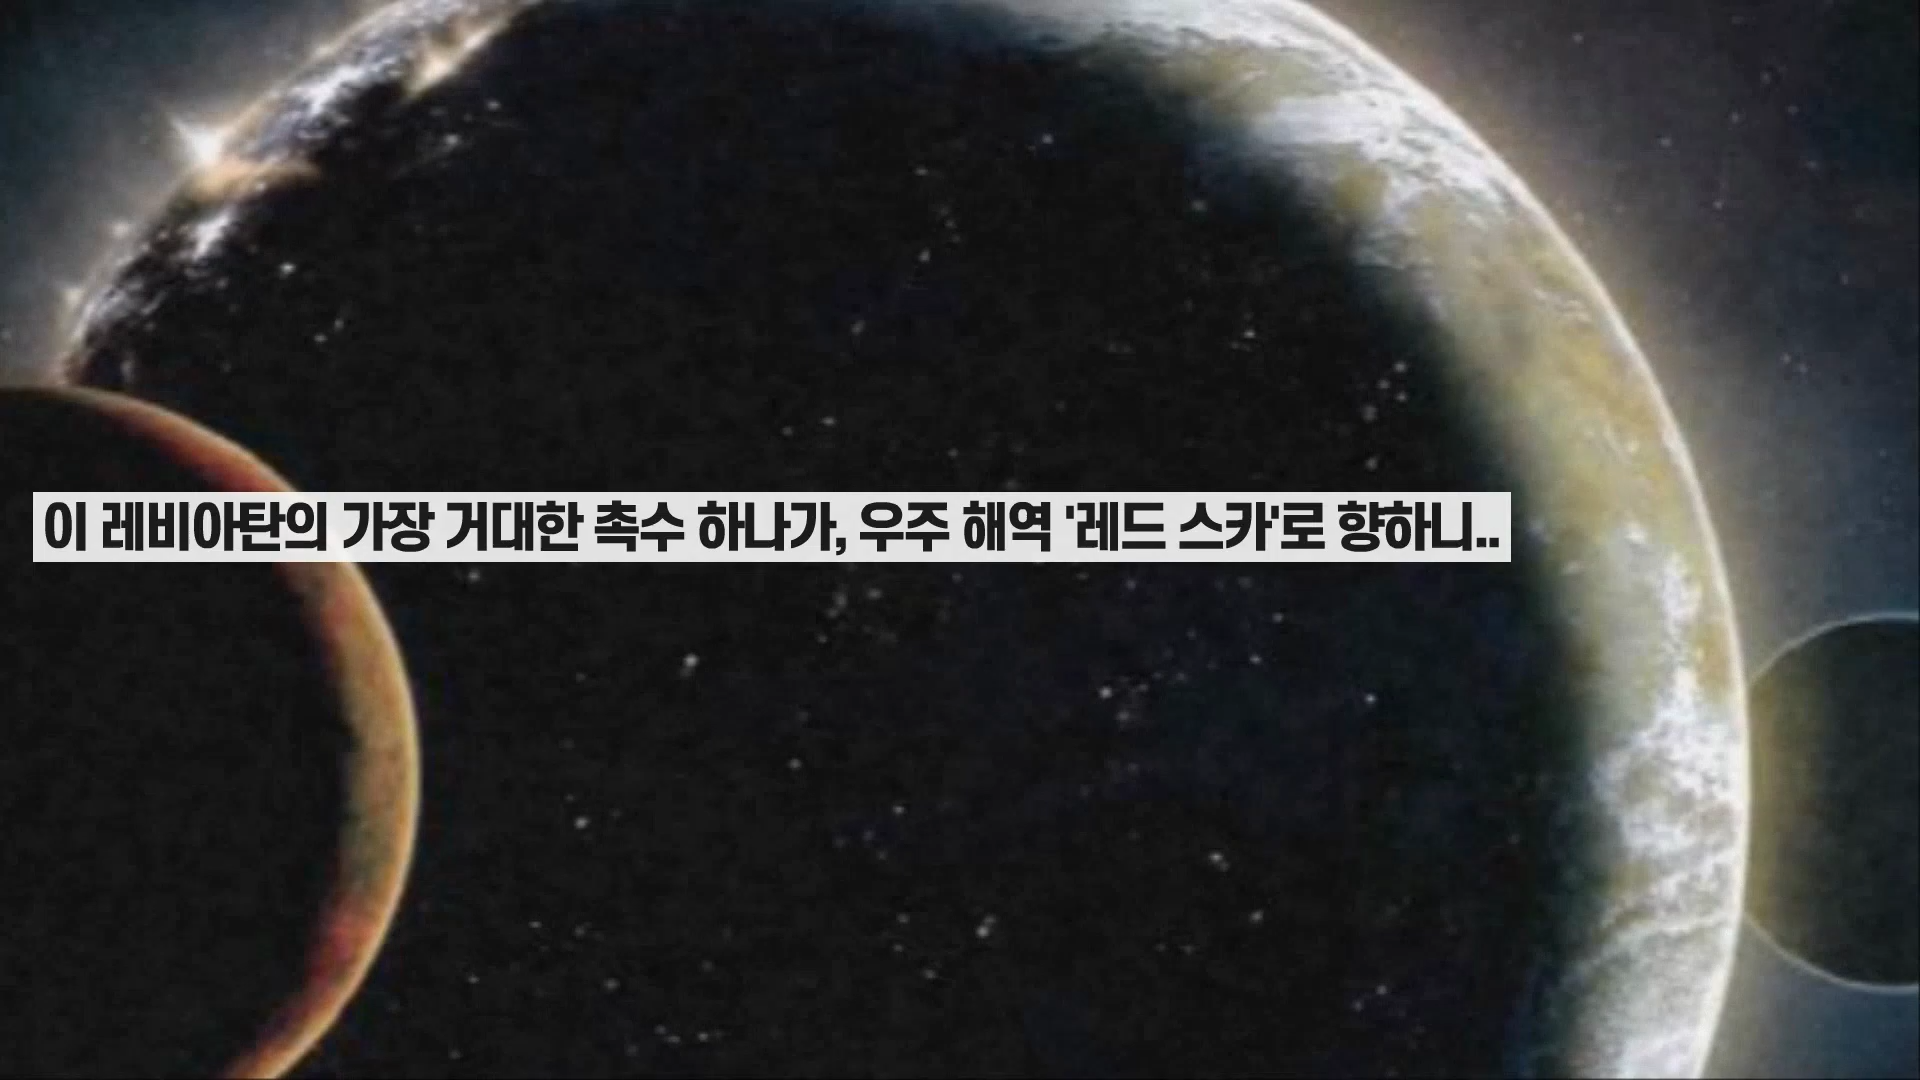 이 레비아탄의 가장 거대한 촉수 하나가, 우주 해역 '레드 스카'로 향하니..